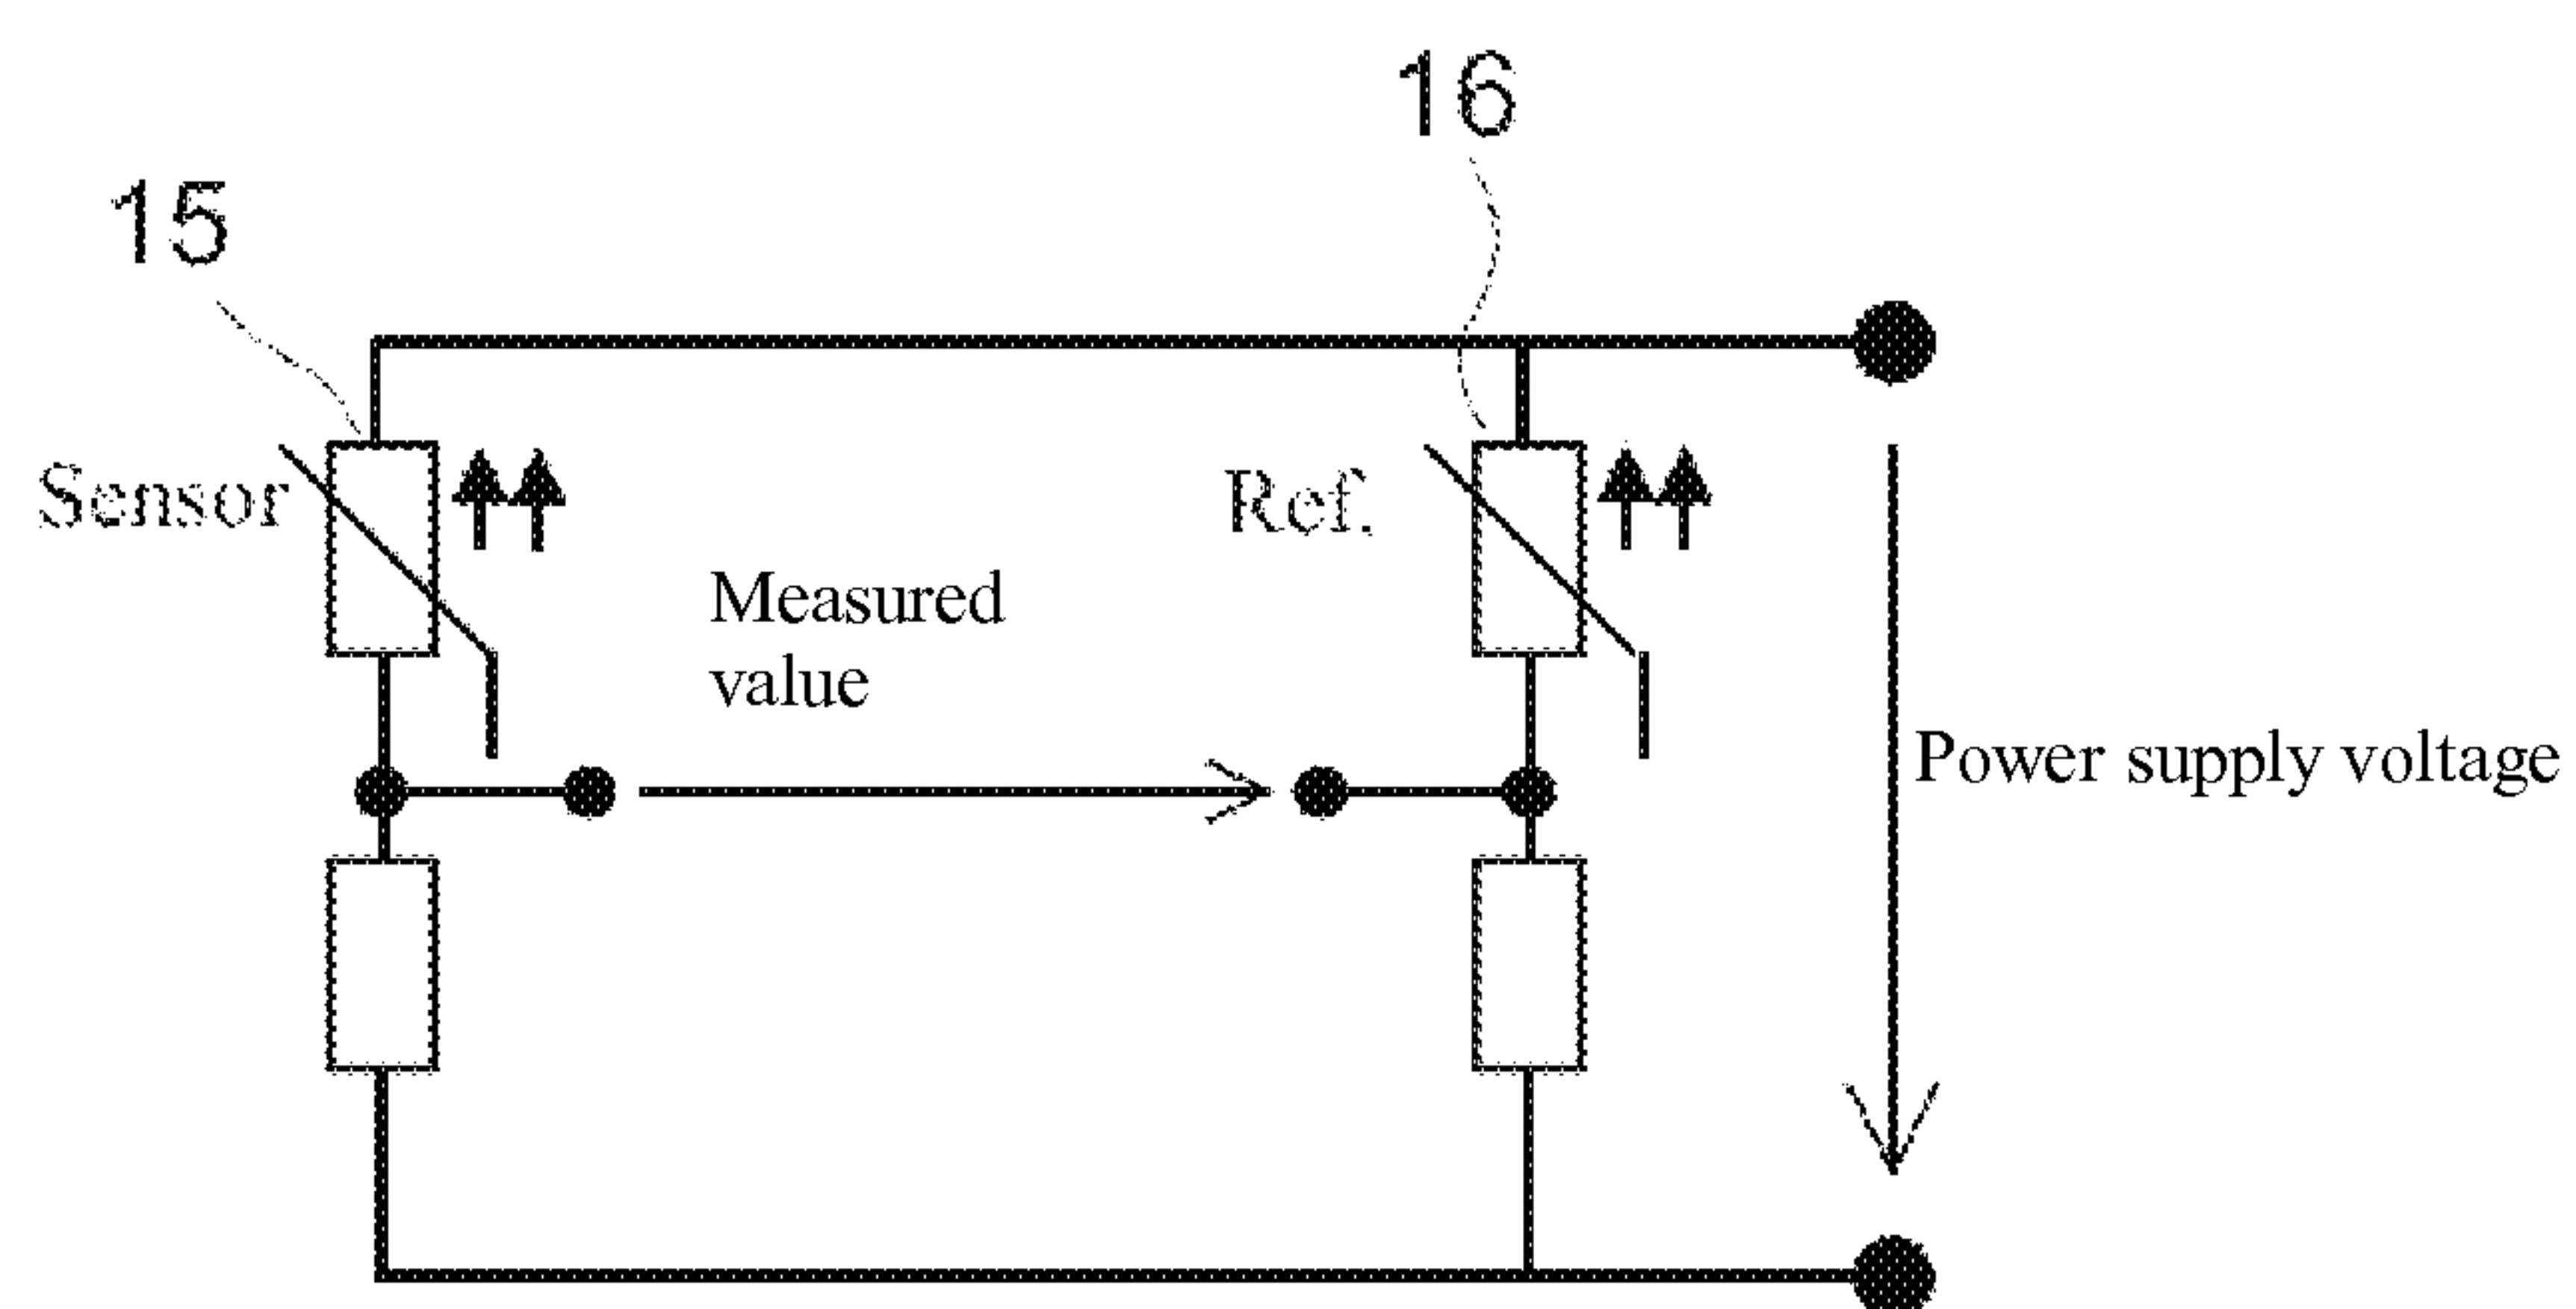 16
15
Sensor
Ref.
Measured
value
Power supply voltage